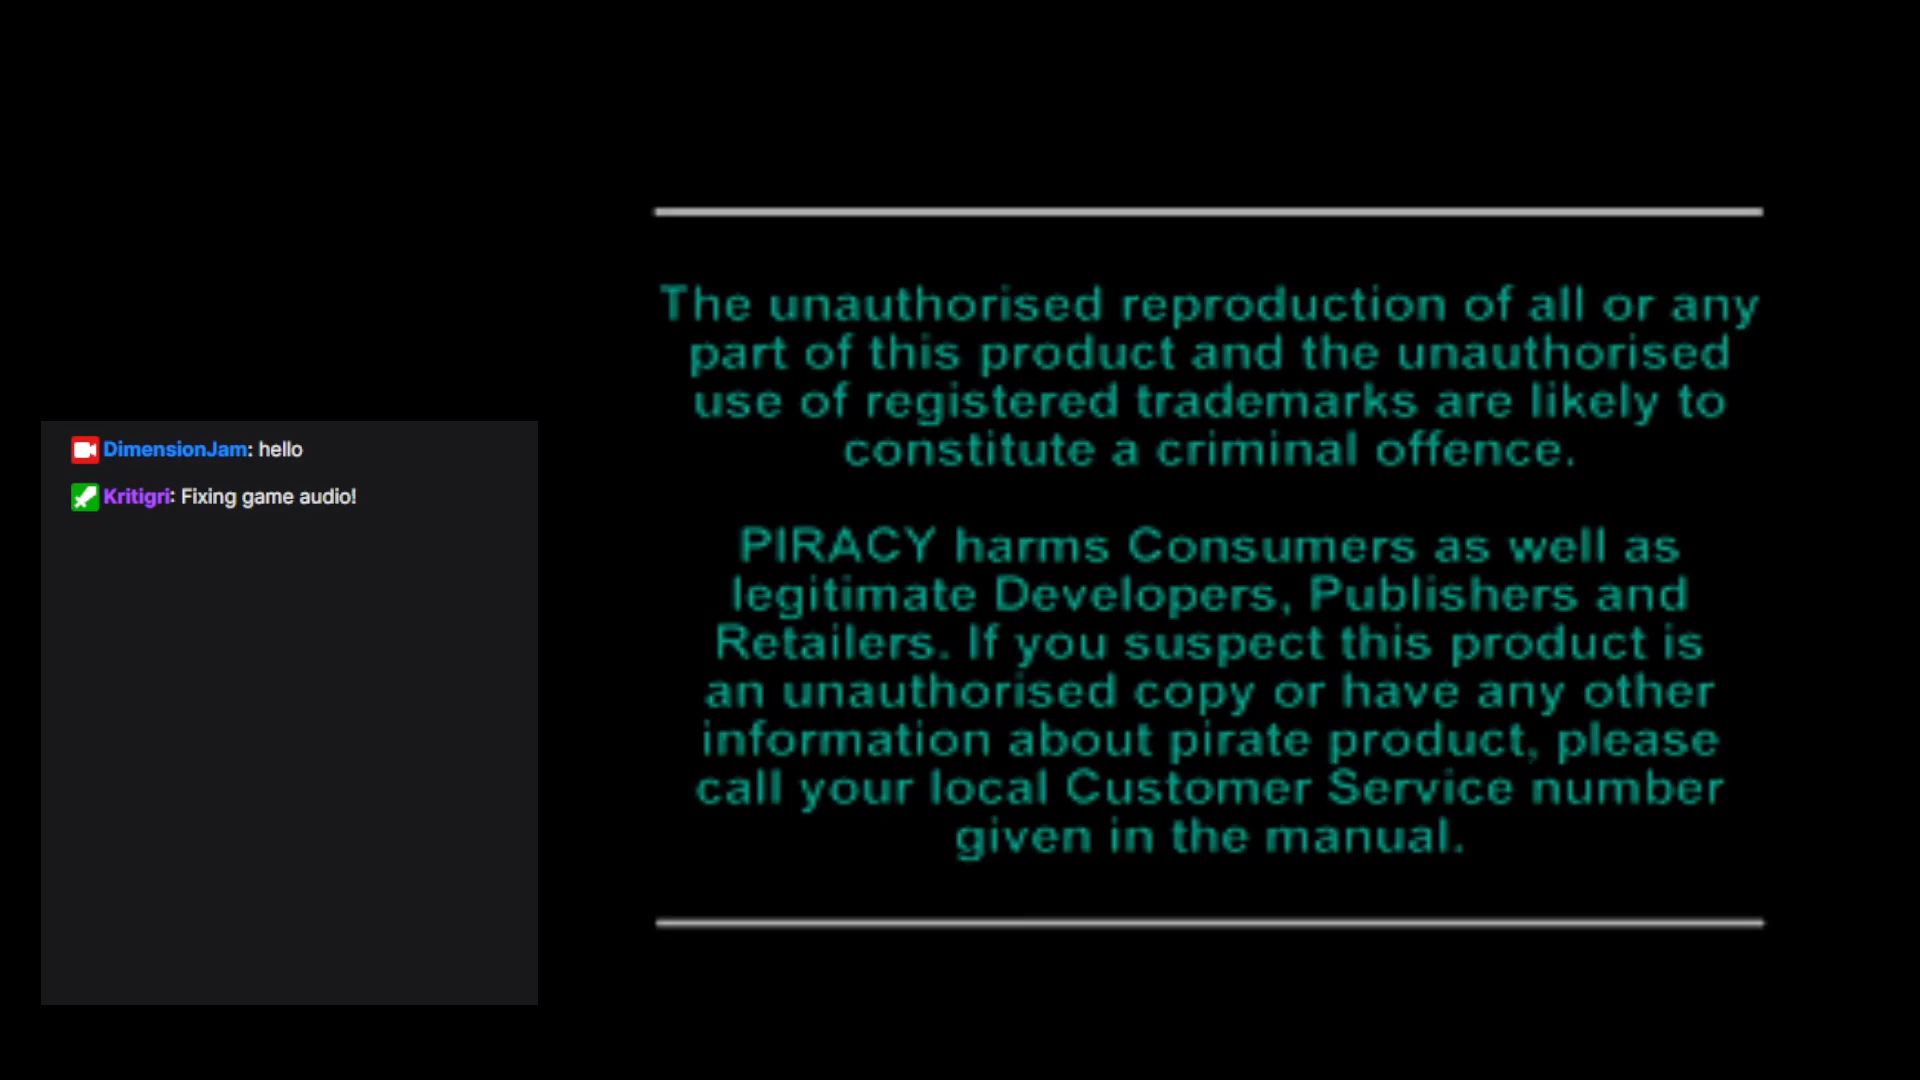 DimensionJam: hello
Kritigri: Fixing game audio!
The unauthorised reproduction of all or any
part of this product and the unauthorised
use of registered trademarks are likely to
constitute a criminal offence.
PIRACY harms Consumers as well as
legitimate Developers, Publishers and
Retailers. If you suspect this product is
an unauthorised copy or have any other
information about pirate product, please
call your local Customer Service number
given in the manual.